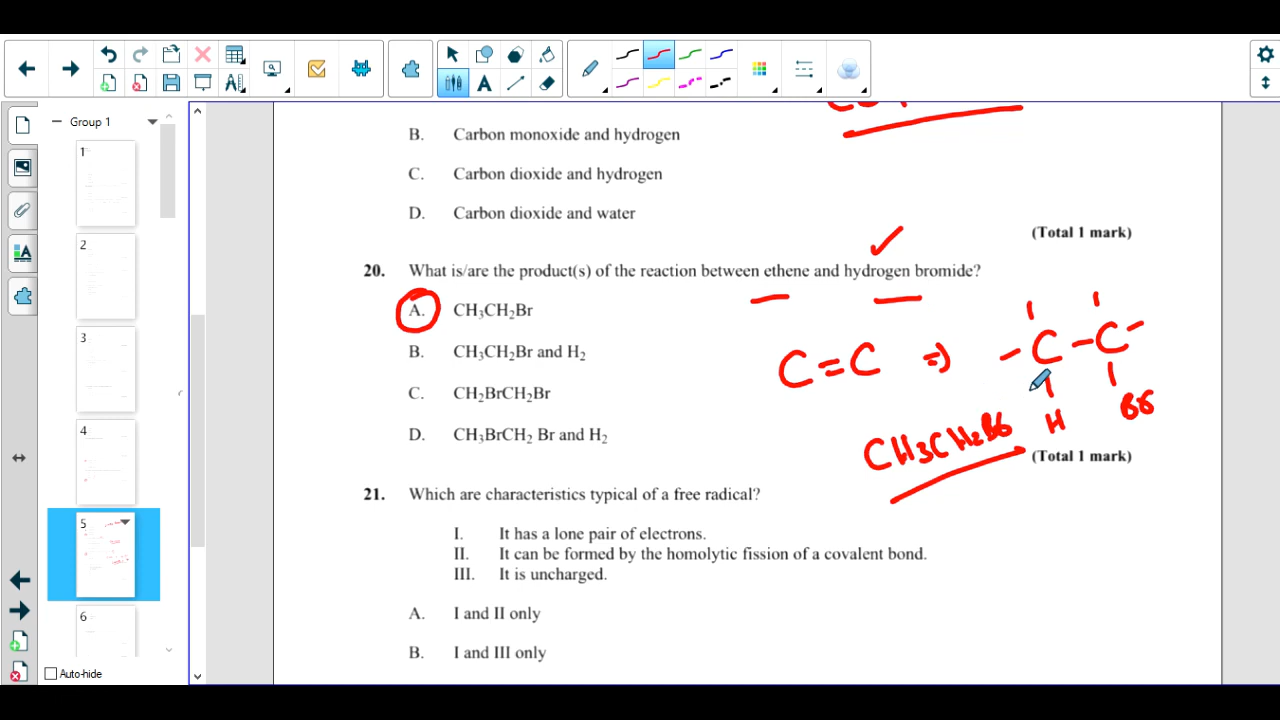 Group 1
1
2
3
4
5
6
Auto-hide
B. Carbon monoxide and hydrogen
C. Carbon dioxide and hydrogen
D. Carbon dioxide and water
(Total 1 mark)
20. What is/are the product(s) of the reaction between ethene and hydrogen bromide?
A. CH₃CH₂Br
B. CH₃CH₂Br and H₂
C. CH₂BrCH₂Br
D. CH₃BrCH₂ Br and H₂
C=C ⇒ -C-C-
H Br
CH3CH2Br
(Total 1 mark)
21. Which are characteristics typical of a free radical?
I. It has a lone pair of electrons.
II. It can be formed by the homolytic fission of a covalent bond.
III. It is uncharged.
A. I and II only
B. I and III only